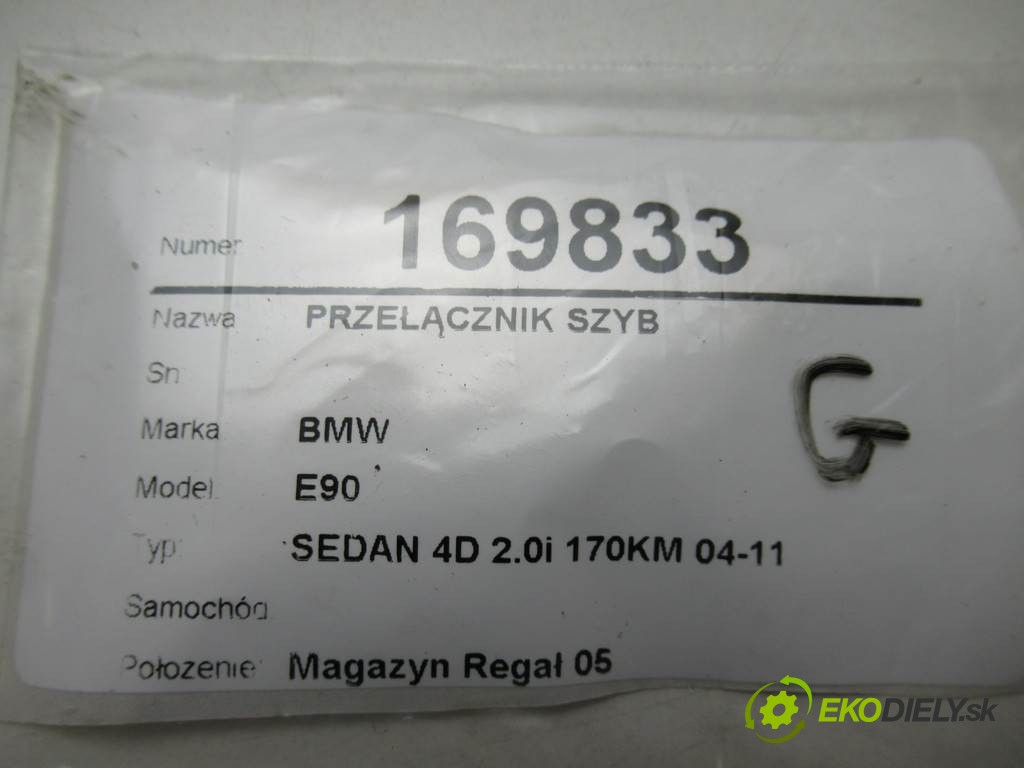 Numer 169833
Nazwa PRZEŁĄCZNIK SZYB
Sn
Marka BMW
G
Model E90
Typ: SEDAN 4D 2.0i 170KM 04-11
Samochód
Położenie: Magazyn Regał 05
EKODIELY.sk